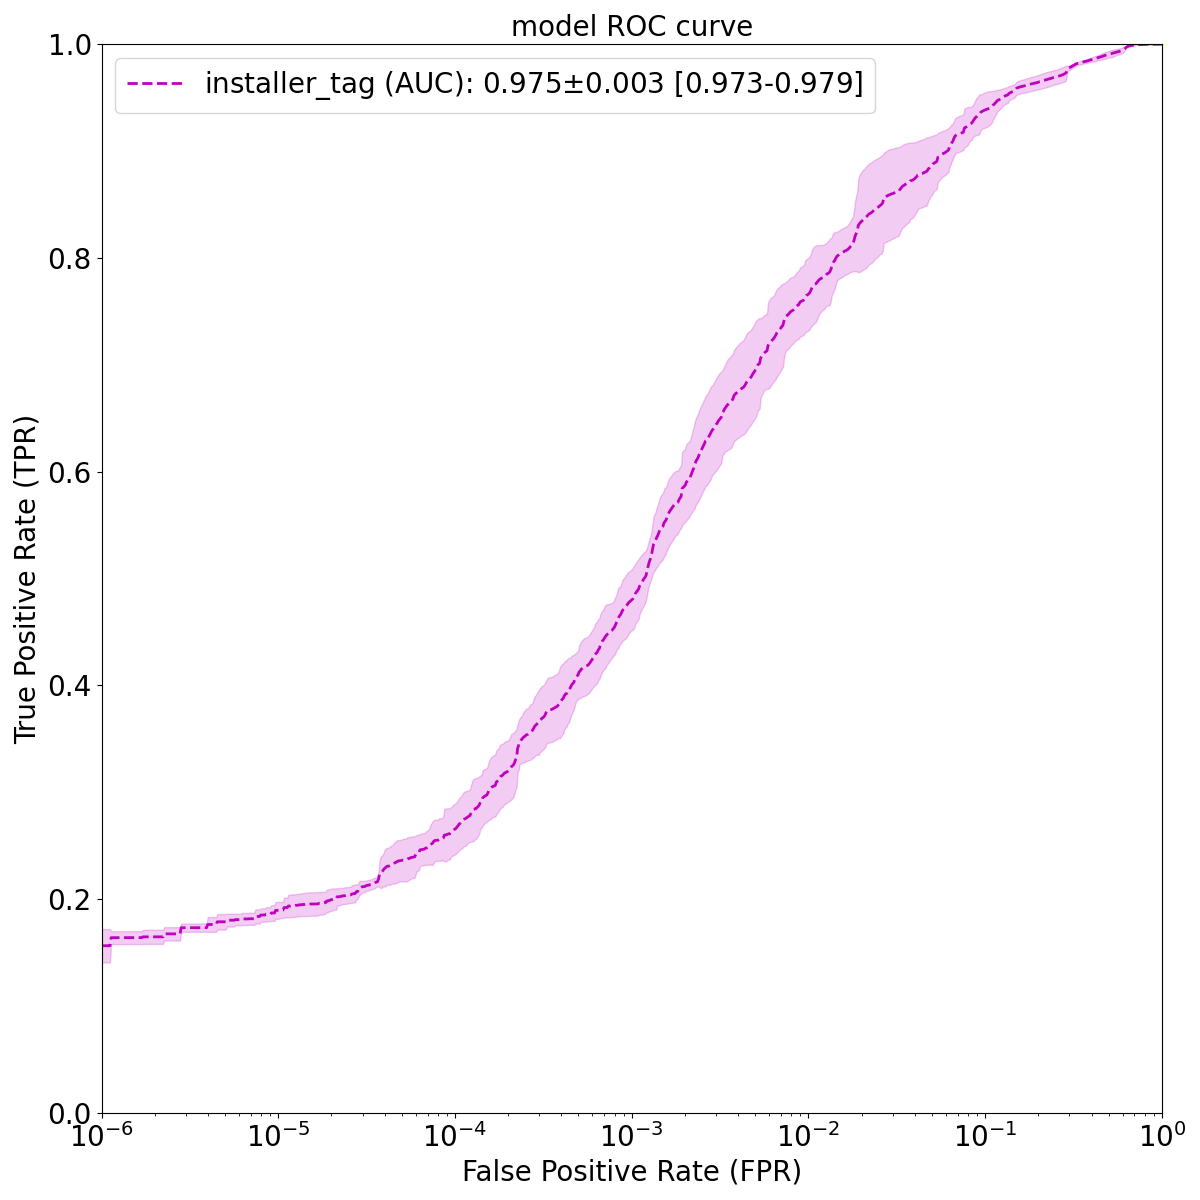 model ROC curve
installer_tag (AUC): 0.975±0.003 [0.973-0.979]
1.0
0.8
0.6
0.4
0.2
0.0
True Positive Rate (TPR)
10⁻⁶ 10⁻⁵ 10⁻⁴ 10⁻³ 10⁻² 10⁻¹ 10⁰
False Positive Rate (FPR)